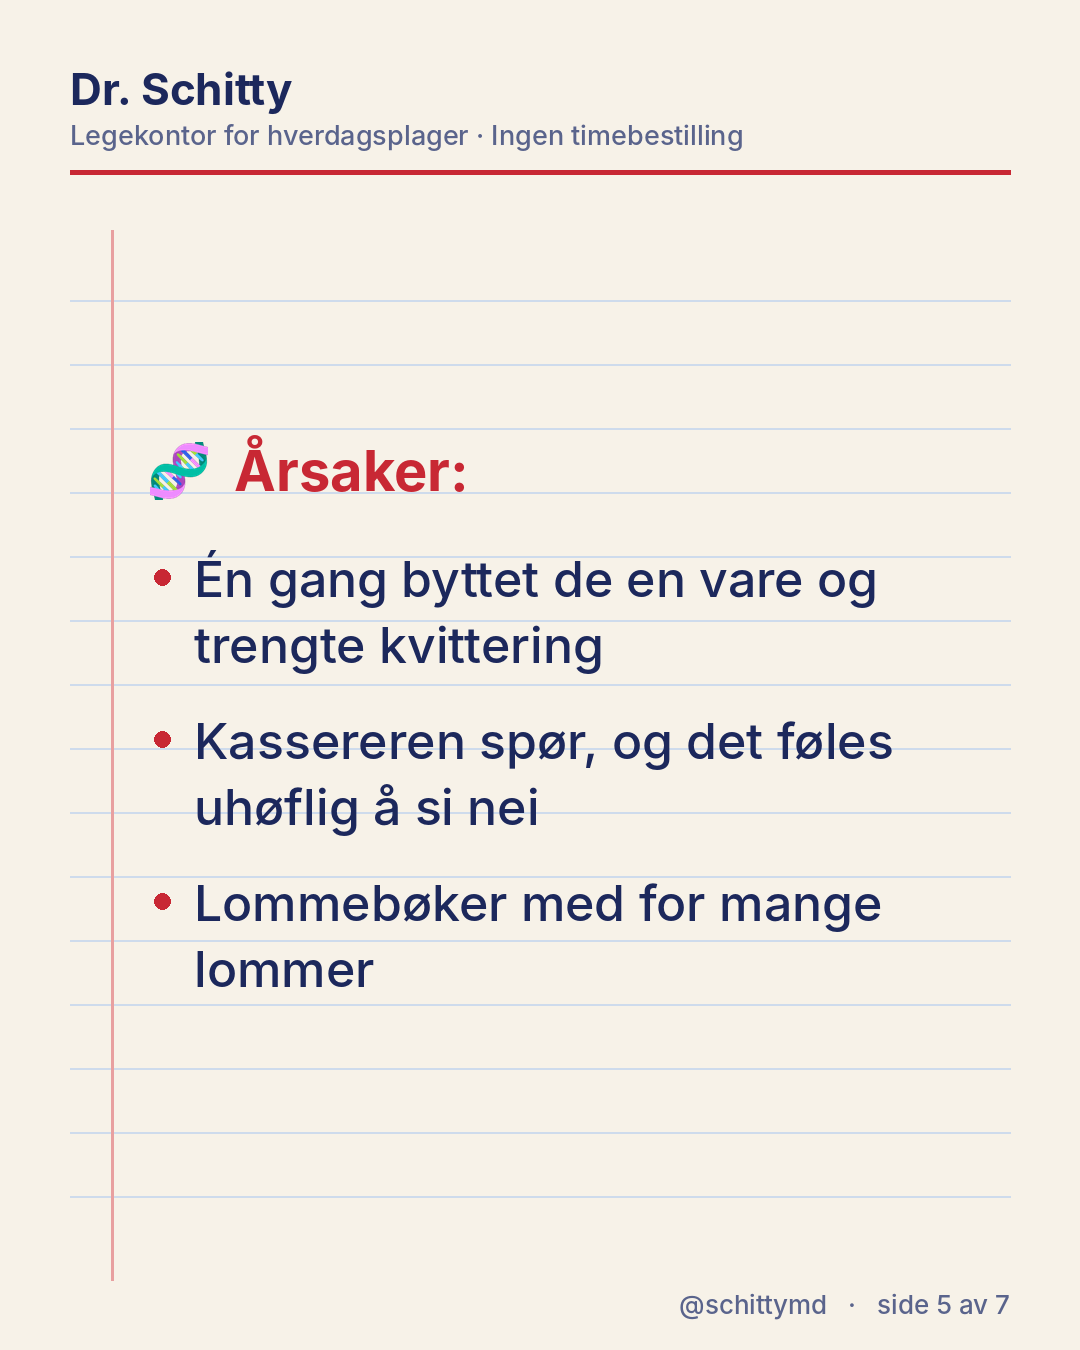 Dr. Schitty
Legekontor for hverdagsplager · Ingen timebestilling
🧬 Årsaker:
• Én gang byttet de en vare og
trengte kvittering
• Kassereren spør, og det føles
uhøflig å si nei
• Lommebøker med for mange
lommer
@schittymd · side 5 av 7